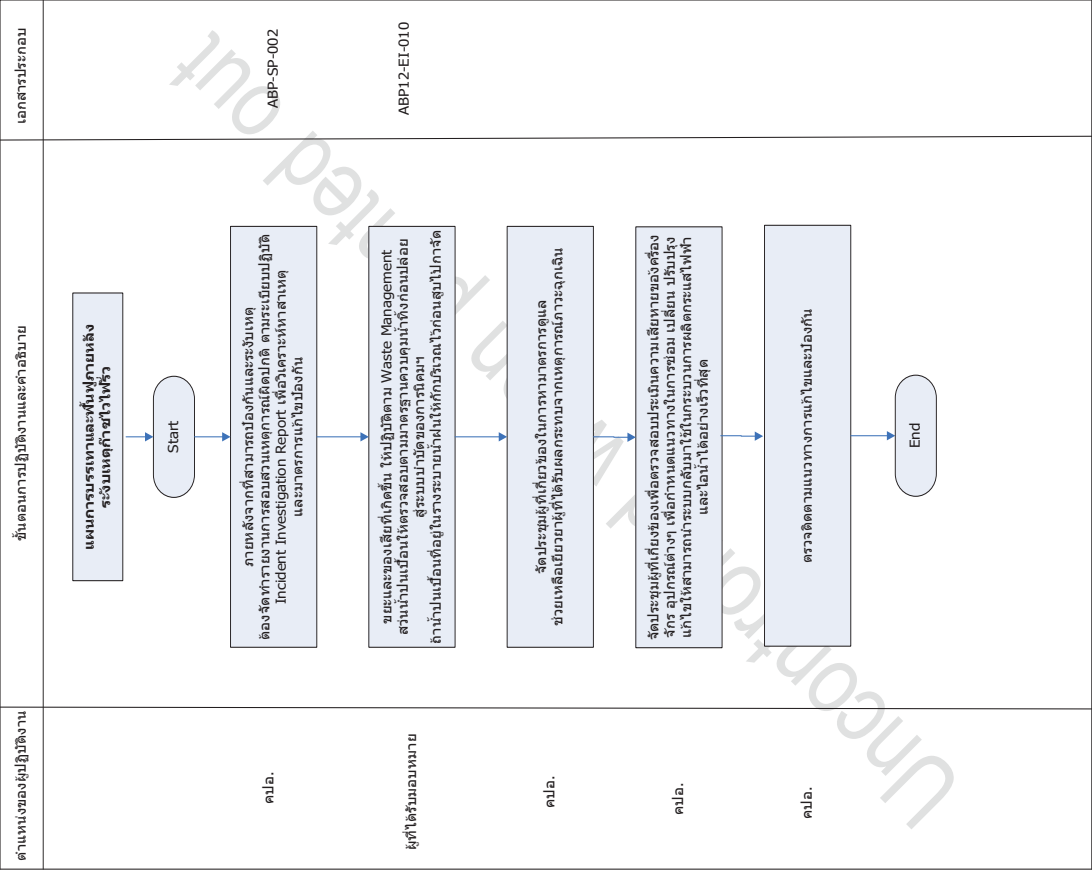 ตำแหน่งของผู้ปฏิบัติงาน
ขั้นตอนการปฏิบัติงานและคำอธิบาย
เอกสารประกอบ
แผนการบรรเทาและฟื้นฟูภายหลัง
ระงับเหตุก๊าซไวไฟรั่ว
Start
คปอ.
ภายหลังจากที่สามารถป้องกันและระงับเหตุ
ต้องจัดทำรายงานการสอบสวนเหตุการณ์ผิดปกติ ตามระเบียบปฏิบัติ
Incident Investigration Report เพื่อวิเคราะห์หาสาเหตุ
และมาตรการแก้ไขป้องกัน
ABP-SP-002
ผู้ที่ได้รับมอบหมาย
ขยะและของเสียที่เกิดขึ้น ให้ปฏิบัติตาม Waste Management
ส่วนน้ำปนเปื้อนให้ตรวจสอบตามมาตรฐานควบคุมน้ำทิ้งก่อนปล่อย
สู่ระบบบำบัดของการนิคมฯ
ถ้าน้ำปนเปื้อนที่อยู่ในรางระบายน้ำฝนให้กักบริเวณไว้ก่อนสูบไปกำจัด
ABP12-EI-010
คปอ.
จัดประชุมผู้ที่เกี่ยวข้องในการหามาตรการดูแล
ช่วยเหลือเยียวยาผู้ที่ได้รับผลกระทบจากเหตุการณ์ภาวะฉุกเฉิน
คปอ.
จัดประชุมผู้ที่เกี่ยงข้องเพื่อตรวจสอบประเมินความเสียหายของเครื่อง
จักร อุปกรณ์ต่างๆ เพื่อกำหนดแนวทางในการซ่อม เปลี่ยน ปรับปรุง
แก้ไขให้สามารถนำระบบกลับมาใช้ในกระบวนการผลิตกระแสไฟฟ้า
และไอน้ำได้อย่างเร็วที่สุด
คปอ.
ตรวจติดตามแนวทางการแก้ไขและป้องกัน
End